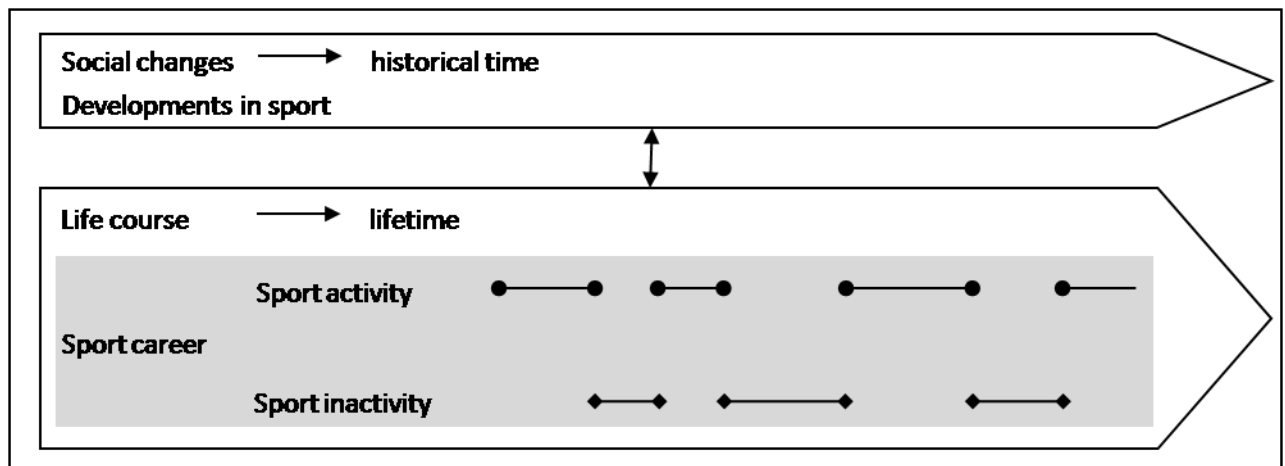 Social changes historical time
Developments in sport
Life course lifetime
Sport activity
Sport career
Sport inactivity